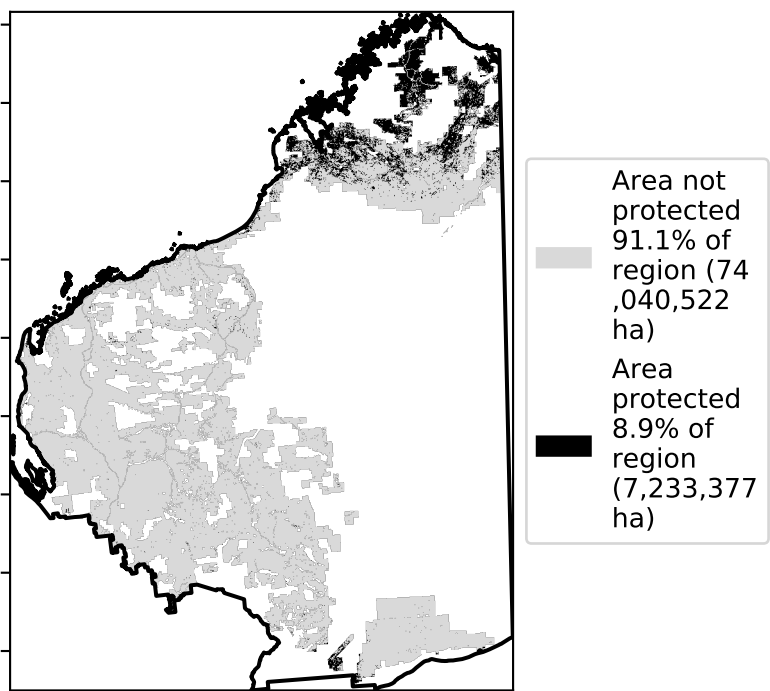 Area not
protected
91.1% of
region (74
,040,522
ha)
Area
protected
8.9% of
region
(7,233,377
ha)